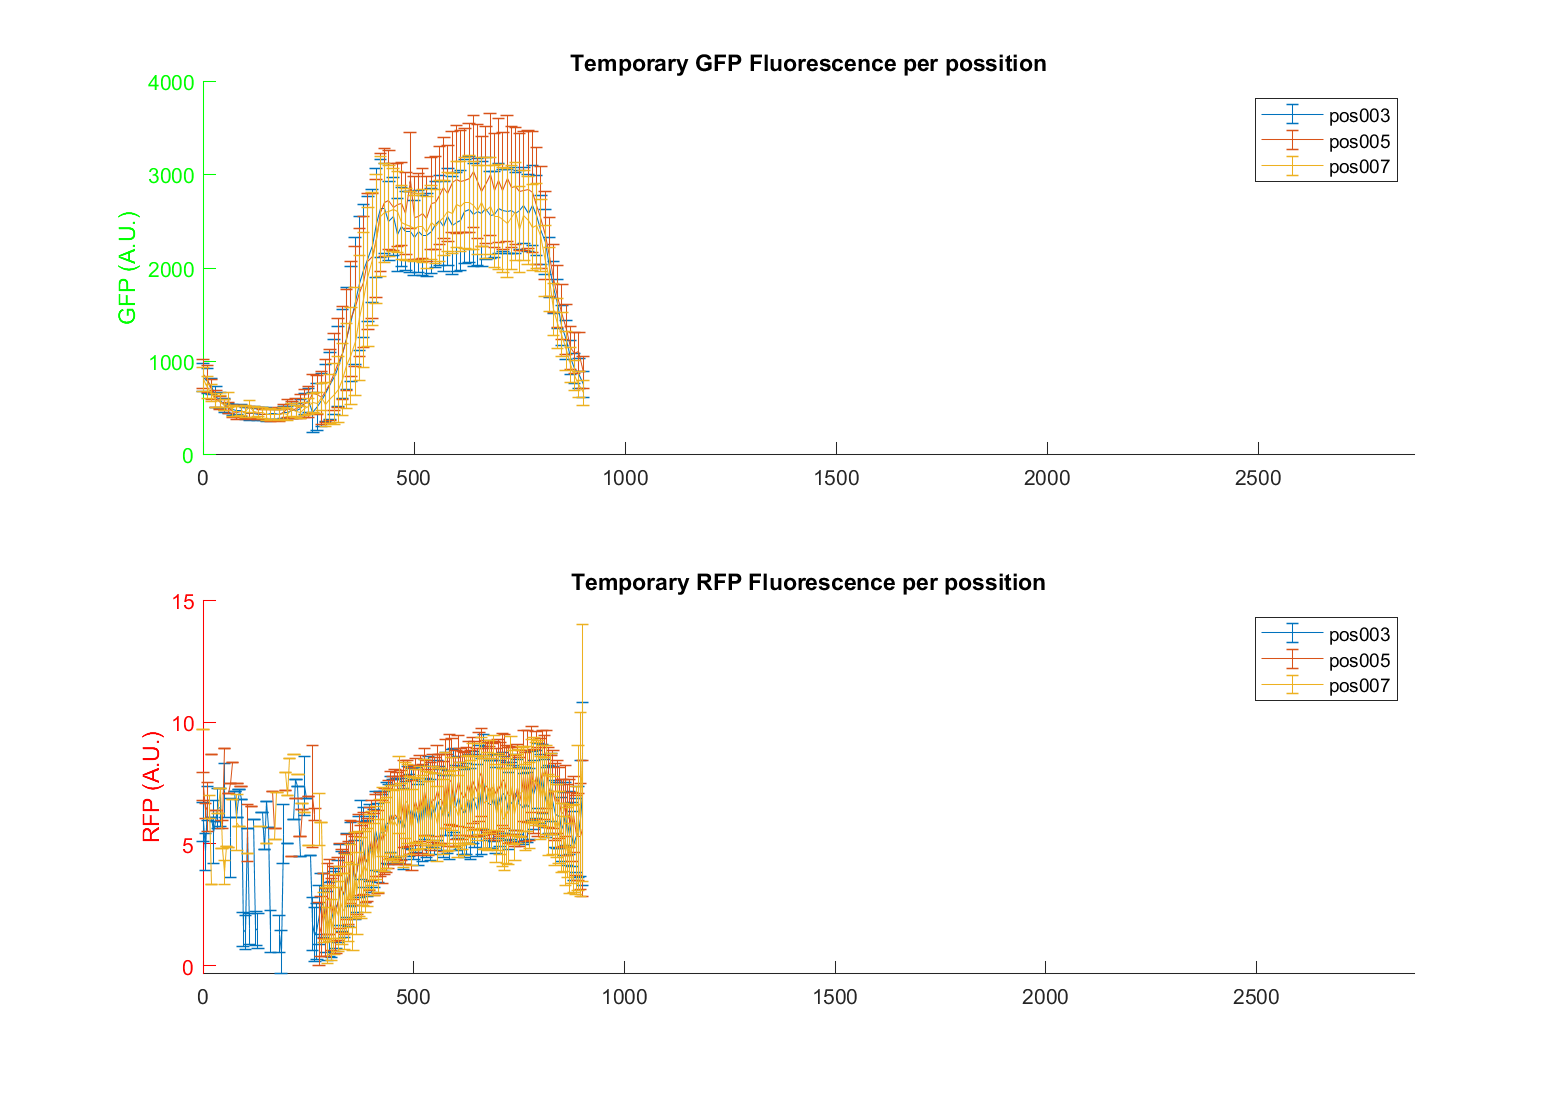 Temporary GFP Fluorescence per possition
4000
3000
2000
1000
0
GFP (A.U.)
0 500 1000 1500 2000 2500
pos003
pos005
pos007
Temporary RFP Fluorescence per possition
15
10
5
0
RFP (A.U.)
0 500 1000 1500 2000 2500
pos003
pos005
pos007